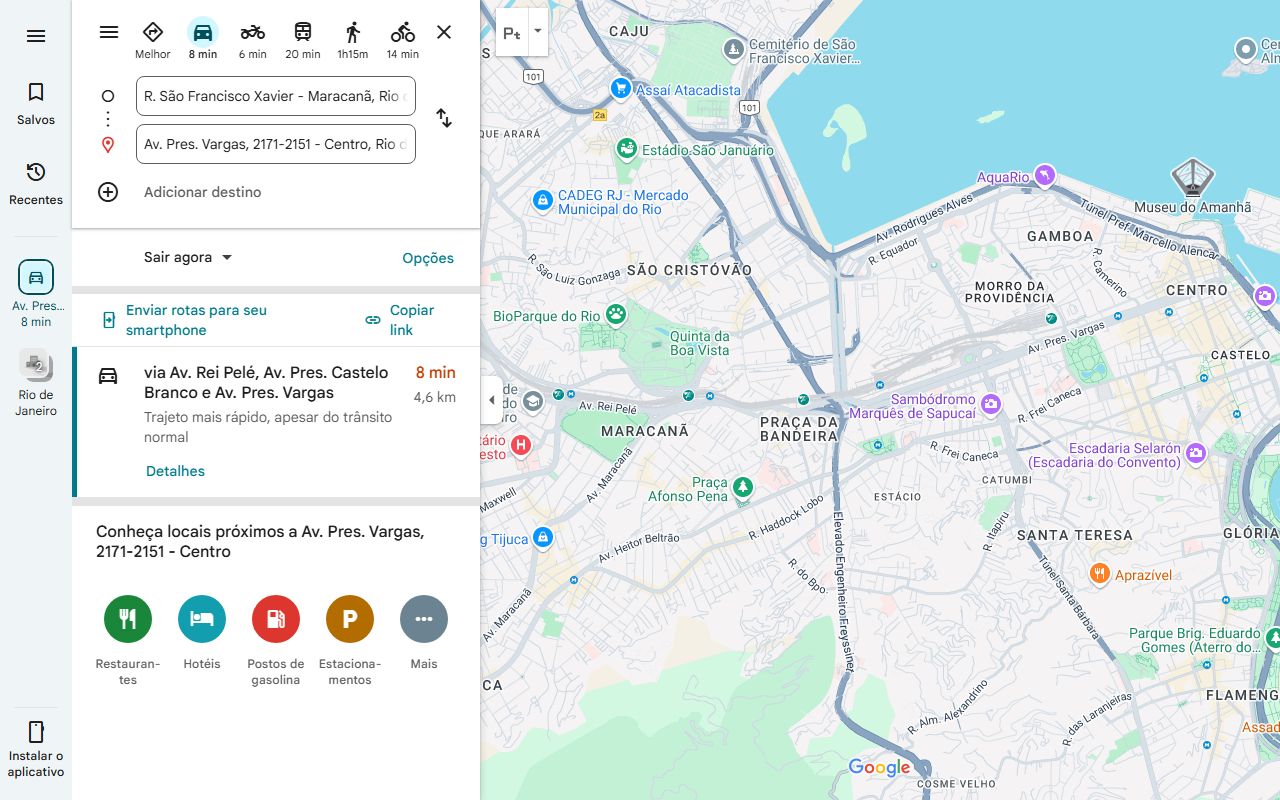 Salvos
Recentes
Av. Pres...
8 min
2
Rio de
Janeiro
Instalar o
aplicativo
Melhor
8 min
6 min
20 min
1h15m
14 min
R. São Francisco Xavier - Maracanã, Rio
Av. Pres. Vargas, 2171-2151 - Centro, Rio
Adicionar destino
Sair agora
Opções
Enviar rotas para seu
smartphone
Copiar
link
via Av. Rei Pelé, Av. Pres. Castelo
Branco e Av. Pres. Vargas
8 min
4,6 km
Trajeto mais rápido, apesar do trânsito
normal
Detalhes
Conheça locais próximos a Av. Pres. Vargas,
2171-2151 - Centro
Restauran-
tes
Hotéis
Postos de
gasolina
P
Estaciona-
mentos
Mais
CAJU
Cemitério de São
Francisco Xavier...
101
Assaí Atacadista
101
2a
QUE ARARÁ
Estádio São Januário
CADEG RJ - Mercado
Municipal do Rio
AquaRio
Museu do Amanhã
Av. Rodrigues Alves
Túnel Pref. Marcello Alencar
R. Equador
GAMBOA
R. Camerino
R. São Luiz Gonzaga
SÃO CRISTÓVÃO
MORRO DA
PROVIDÊNCIA
CENTRO
BioParque do Rio
Quinta da
Boa Vista
Av. Pres. Vargas
CASTELO
Av. Rei Pelé
MARACANÃ
PRAÇA DA
BANDEIRA
Sambódromo
Marquês de Sapucaí
R. Frei Caneca
R. Frei Caneca
Escadaria Selarón
(Escadaria do Convento)
H
Av. Maracanã
Maxwell
Praça
Afonso Pena
ESTÁCIO
CATUMBI
R. Haddock Lobo
R. Itapiru
SANTA TERESA
GLÓRIA
g Tijuca
Av. Heitor Beltrão
Elevado Engenheiro Freyssinet
R. do Bpo.
Túnel Santa Bárbara
Aprazível
Av. Maracanã
Parque Brig. Eduardo
Gomes (Aterro do...
CA
FLAMENG
R. Alm. Alexandrino
R. das Laranjeiras
Assad
Google
COSME VELHO